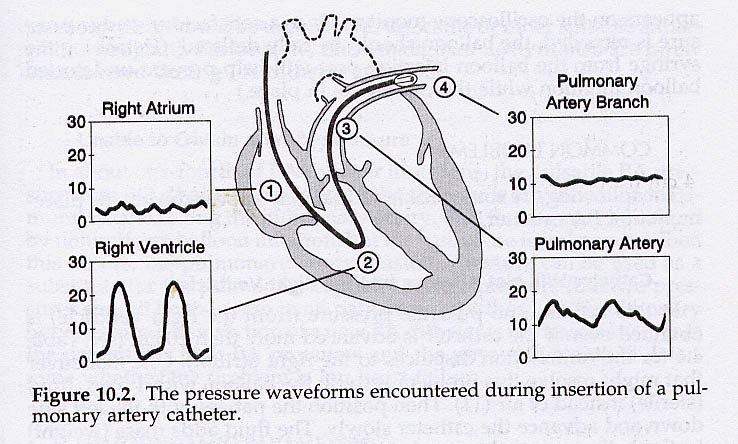 Right Atrium
30
20
10
0
1
Right Ventricle
30
20
10
0
2
3
4
Pulmonary
Artery Branch
30
20
10
0
Pulmonary Artery
30
20
10
0
Figure 10.2. The pressure waveforms encountered during insertion of a pul-
monary artery catheter.